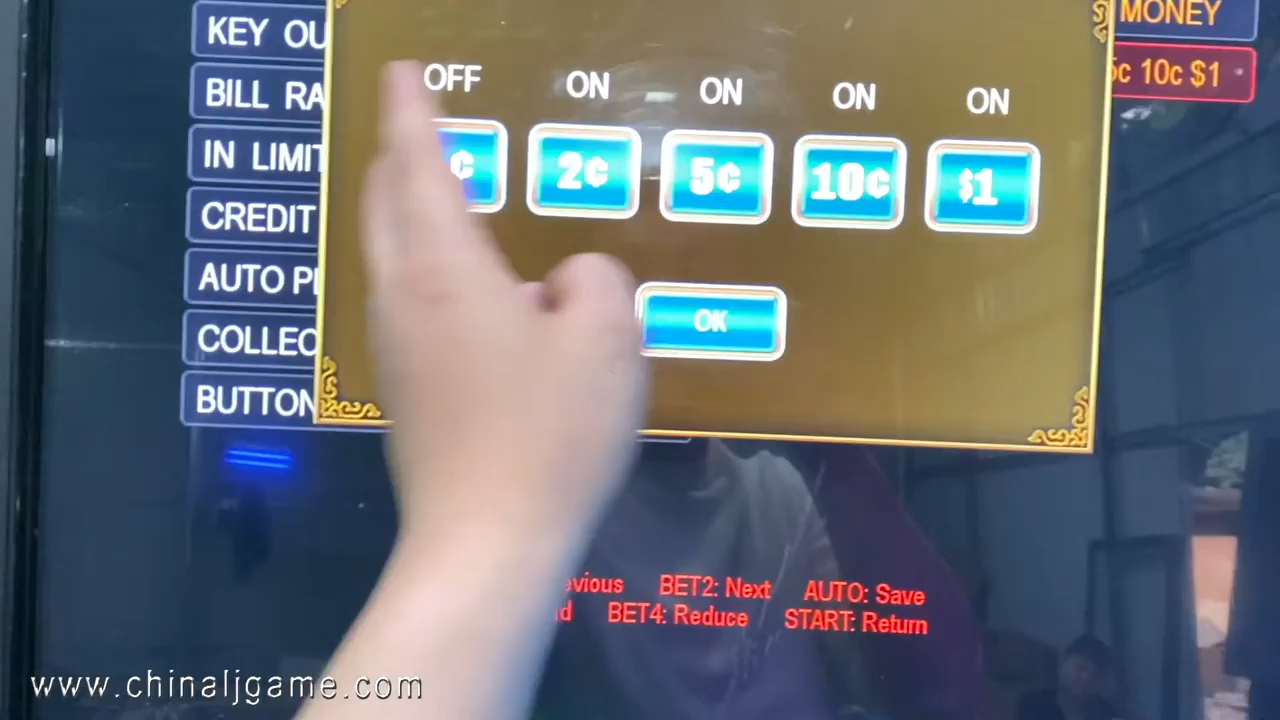 KEY OU
MONEY
BILL RA
5c 10c $1
OFF ON ON ON ON
IN LIMIT
¢ 2¢ 5¢ 10¢ $1
CREDIT
AUTO PL
COLLEC
OK
BUTTON
evious BET2: Next AUTO: Save
d BET4: Reduce START: Return
www.chinaljgame.com